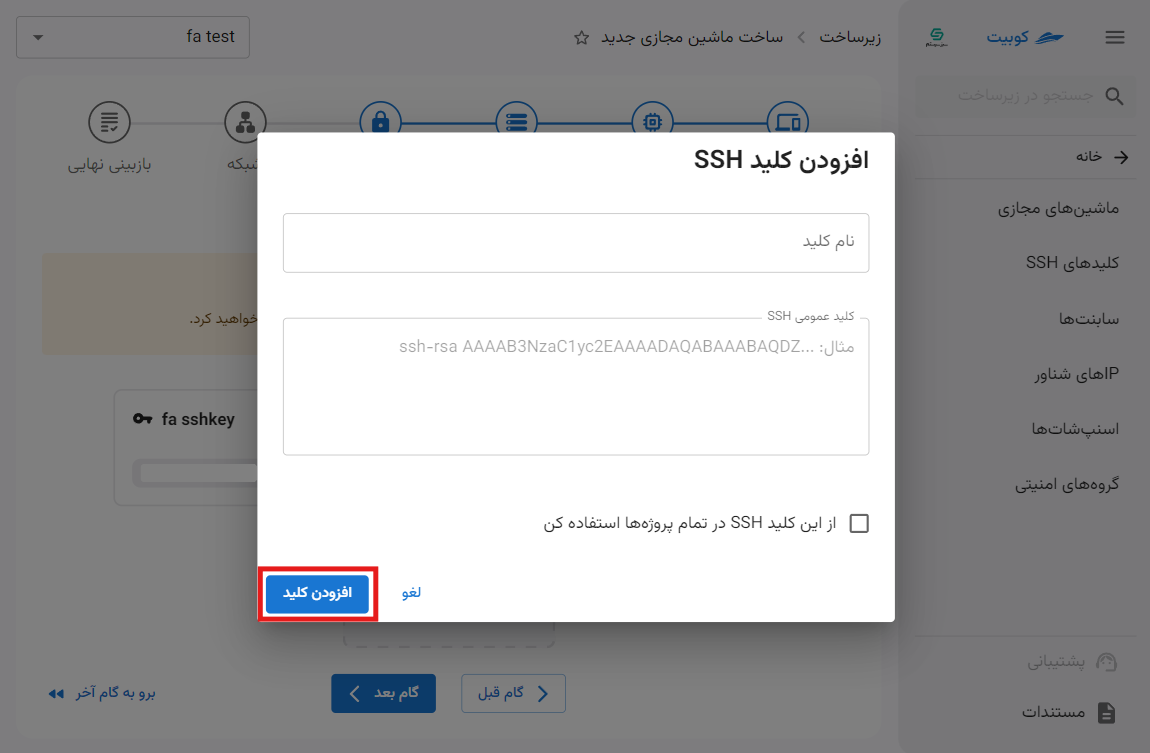 کوبیت
زیرساخت
ساخت ماشین مجازی جدید
fa test
جستجو در زیرساخت
خانه
ماشین‌های مجازی
کلیدهای SSH
سابنت‌ها
IPهای شناور
اسنپ‌شات‌ها
گروه‌های امنیتی
پشتیبانی
مستندات
شبکه
بازبینی نهایی
خواهید کرد.
fa sshkey
افزودن کلید SSH
نام کلید
کلید عمومی SSH
مثال: ssh-rsa AAAAB3NzaC1yc2EAAAADAQABAAABAQDZ...
از این کلید SSH در تمام پروژه‌ها استفاده کن
لغو
افزودن کلید
گام قبل
گام بعد
برو به گام آخر